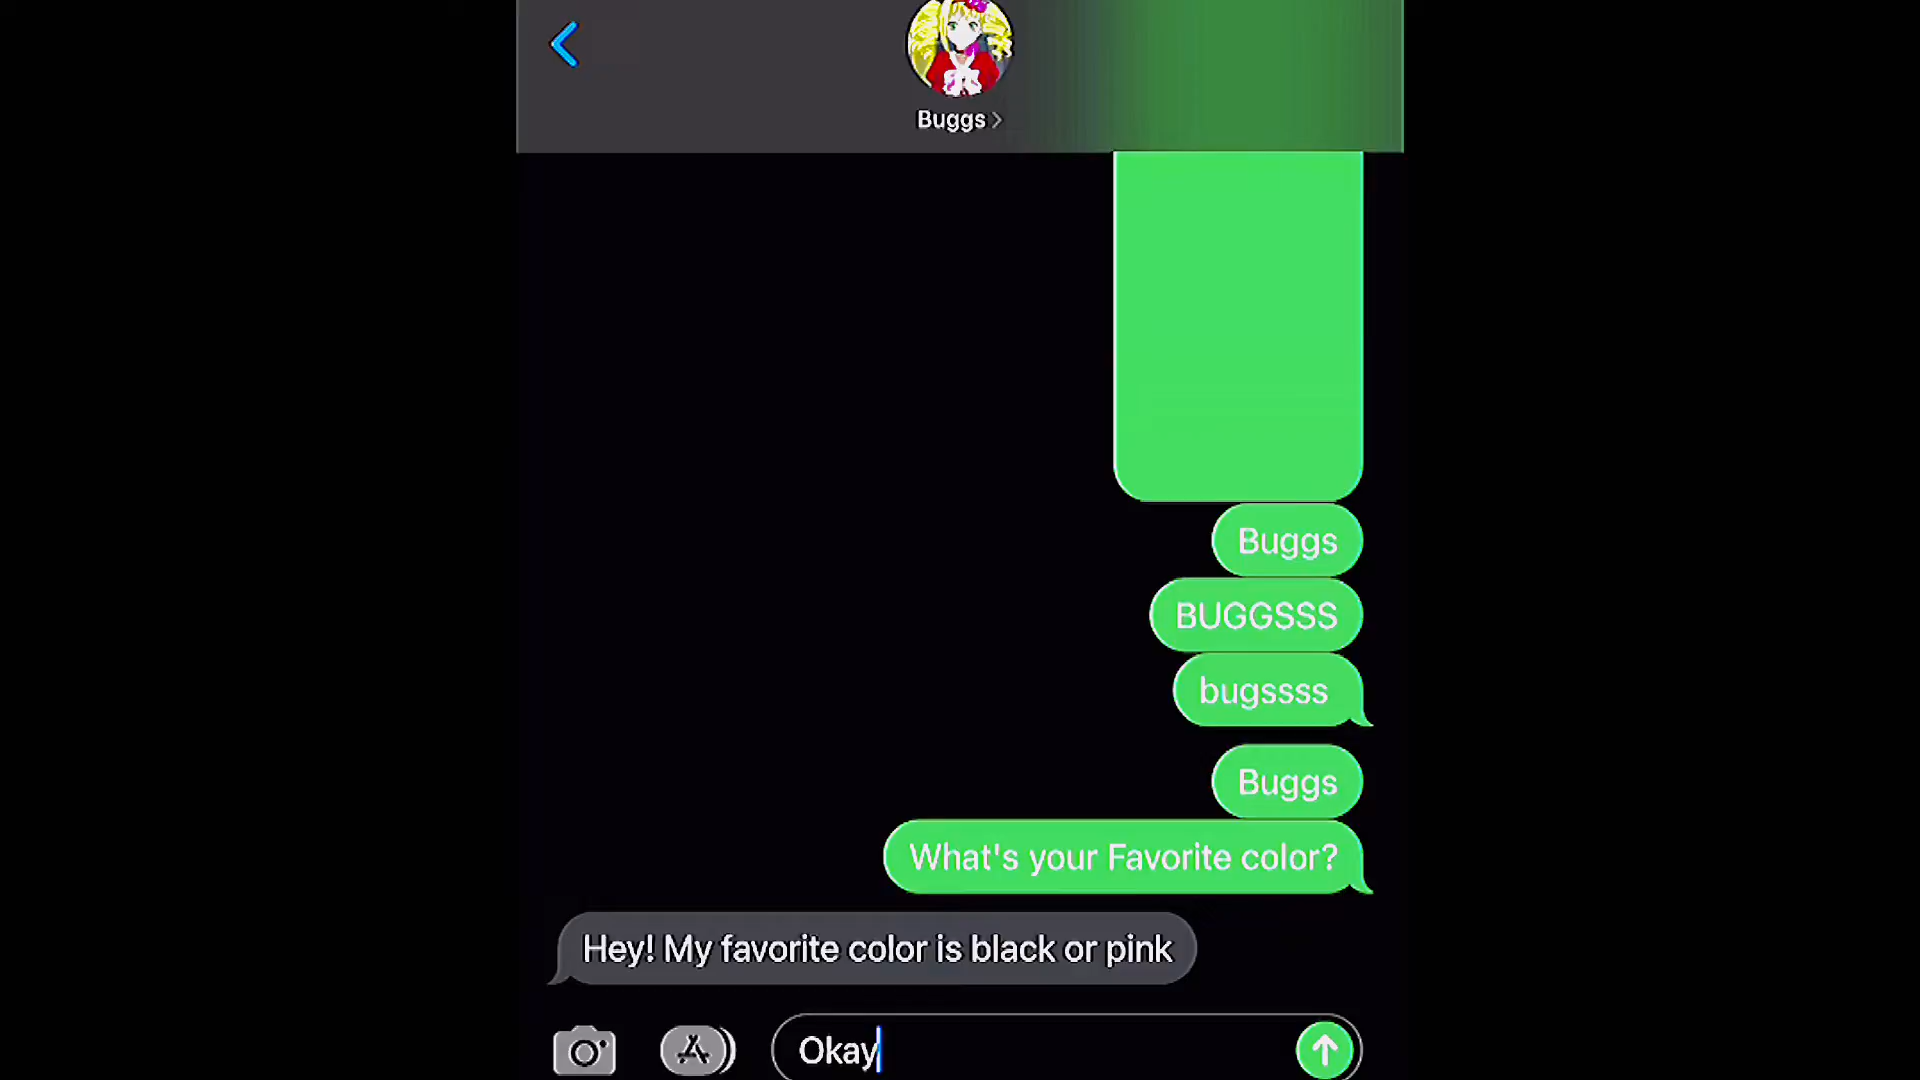 Buggs
Buggs
BUGGSSS
bugssss
Buggs
What's your Favorite color?
Hey! My favorite color is black or pink
Okay